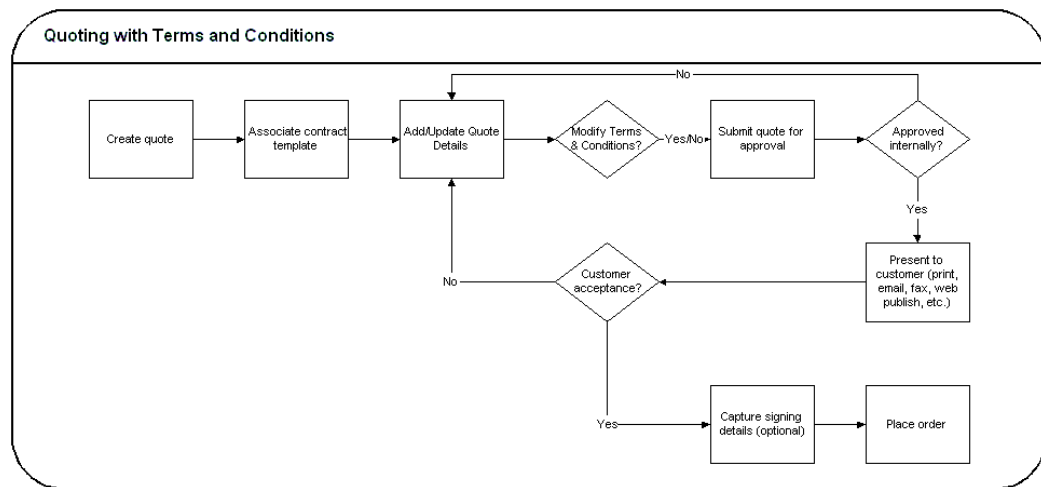 Quoting with Terms and Conditions
No
Create quote
Associate contract
template
Add/Update Quote
Details
Modify Terms
& Conditions?
Yes/No
Submit quote for
approval
Approved
internally?
Yes
Present to
customer (print,
email, fax, web
publish, etc.)
Customer
acceptance?
No
Yes
Capture signing
details (optional)
Place order